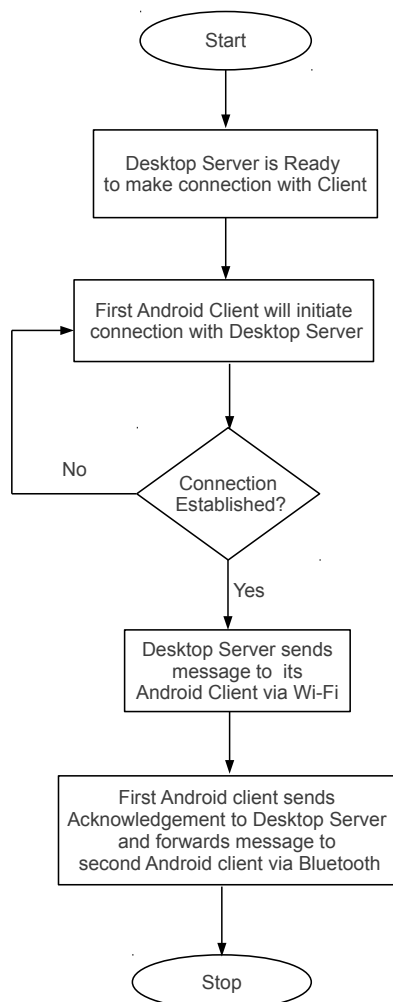 Start
Desktop Server is Ready
to make connection with Client
First Android Client will initiate
connection with Desktop Server
No
Connection
Established?
Yes
Desktop Server sends
message to its
Android Client via Wi-Fi
First Android client sends
Acknowledgement to Desktop Server
and forwards message to
second Android client via Bluetooth
Stop